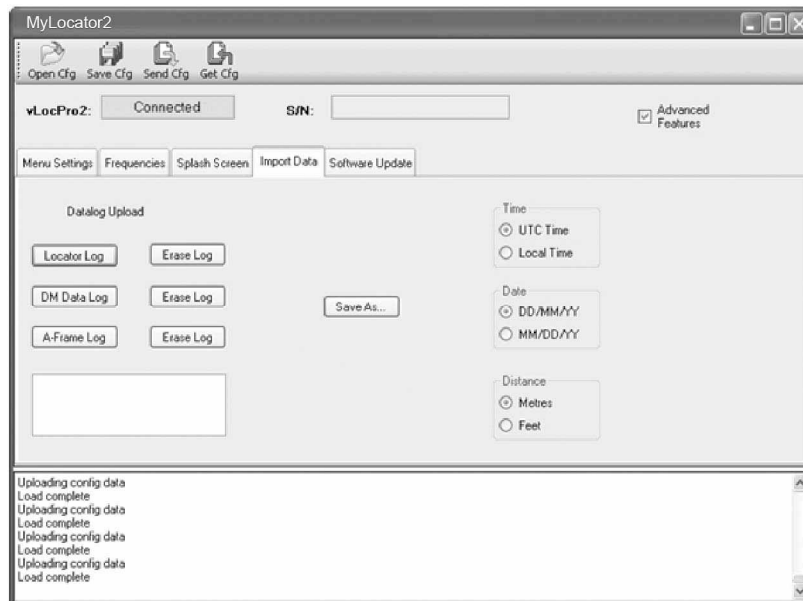 MyLocator2
Open Cfg Save Cfg Send Cfg Get Cfg
vLocPro2: Connected S/N: Advanced Features
Menu Settings Frequencies Splash Screen Import Data Software Update
Datalog Upload
Locator Log Erase Log
DM Data Log Erase Log
A-Frame Log Erase Log
Save As...
Time
UTC Time
Local Time
Date
DD/MM/YY
MM/DD/YY
Distance
Metres
Feet
Uploading config data
Load complete
Uploading config data
Load complete
Uploading config data
Load complete
Uploading config data
Load complete